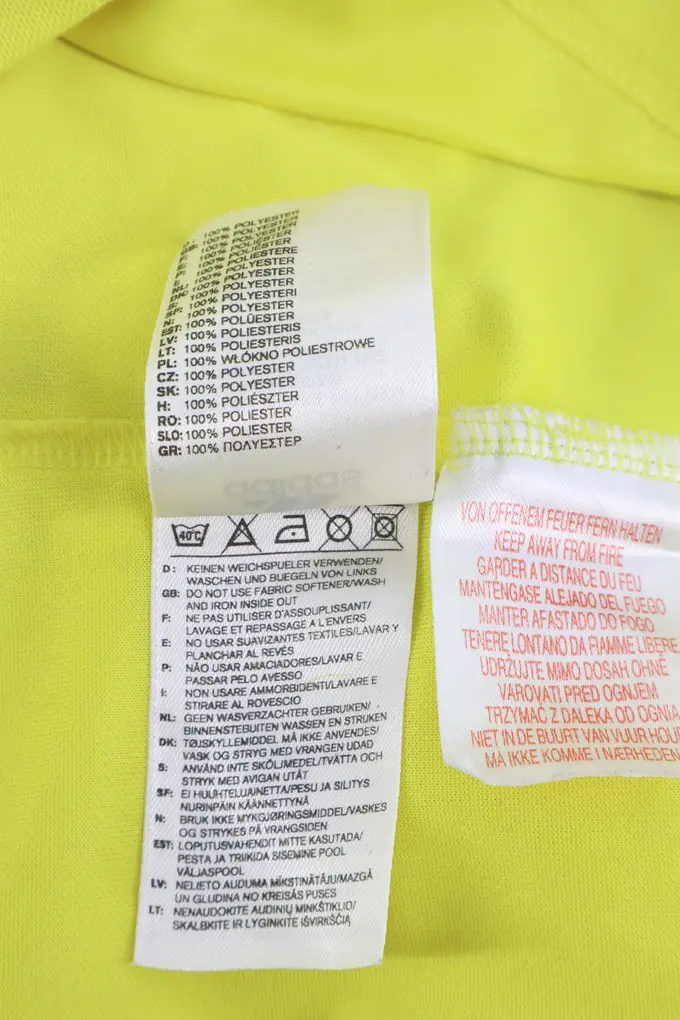 100% POLYESTER
GB: 100% POLYESTER
F: 100% POLYESTER
E: 100% POLIÉSTER
P: 100% POLIÉSTER
I: 100% POLIESTERE
NL: 100% POLYESTER
DK: 100% POLYESTER
S: 100% POLYESTER
SF: 100% POLYESTERI
N: 100% POLYESTER
EST: 100% POLÜESTER
LV: 100% POLIESTERIS
LT: 100% POLIESTERIS
PL: 100% WŁÓKNO POLIESTROWE
CZ: 100% POLYESTER
SK: 100% POLYESTER
H: 100% POLIÉSZTER
RO: 100% POLIESTER
SLO: 100% POLIESTER
GR: 100% ΠΟΛΥΕΣΤΕΡ
adidas
40°C
D: KEINEN WEICHSPUELER VERWENDEN/
WASCHEN UND BUEGELN VON LINKS
GB: DO NOT USE FABRIC SOFTENER/WASH
AND IRON INSIDE OUT
F: NE PAS UTILISER D'ASSOUPLISSANT/
LAVAGE ET REPASSAGE A L'ENVERS
E: NO USAR SUAVIZANTES TEXTILES/LAVAR Y
PLANCHAR AL REVÉS
P: NÃO USAR AMACIADORES/LAVAR E
PASSAR PELO AVESSO
I: NON USARE AMMORBIDENTI/LAVARE E
STIRARE AL ROVESCIO
NL: GEEN WASVERZACHTER GEBRUIKEN/
BINNENSTEBUITEN WASSEN EN STRIJKEN
DK: TØJSKYLLEMIDDEL MÅ IKKE ANVENDES/
VASK OG STRYG MED VRANGEN UDAD
S: ANVÄND INTE SKÖLJMEDEL/TVÄTTA OCH
STRYK MED AVIGAN UTÅT
SF: EI HUUHTELUAINETTA/PESU JA SILITYS
NURINPÄIN KÄÄNNETTYNÄ
N: BRUK IKKE MYKGJØRINGSMIDDEL/VASKES
OG STRYKES PÅ VRANGSIDEN
EST: LOPUTUSVAHENDIT MITTE KASUTADA/
PESTA JA TRIIKIDA SISEMINE POOL
VÄLJASPOOL
LV: NELIETO AUDUMA MĪKSTINĀTĀJU/MAZGĀ
UN GLUDINA NO KREISĀS PUSES
LT: NENAUDOKITE AUDINIŲ MINKŠTIKLIO/
SKALBKITE IR LYGINKITE IŠVIRKŠČIĄ
VON OFFENEM FEUER FERN HALTEN
KEEP AWAY FROM FIRE
GARDER A DISTANCE DU FEU
MANTÉNGASE ALEJADO DEL FUEGO
MANTER AFASTADO DO FOGO
TENERE LONTANO DA FIAMME LIBERE
UDRŽUJTE MIMO DOSAH OHNĚ
VAROVATI PRED OGNJEM
TRZYMAĆ Z DALEKA OD OGNIA
NIET IN DE BUURT VAN VUUR HOUD
MÅ IKKE KOMME I NÆRHEDEN